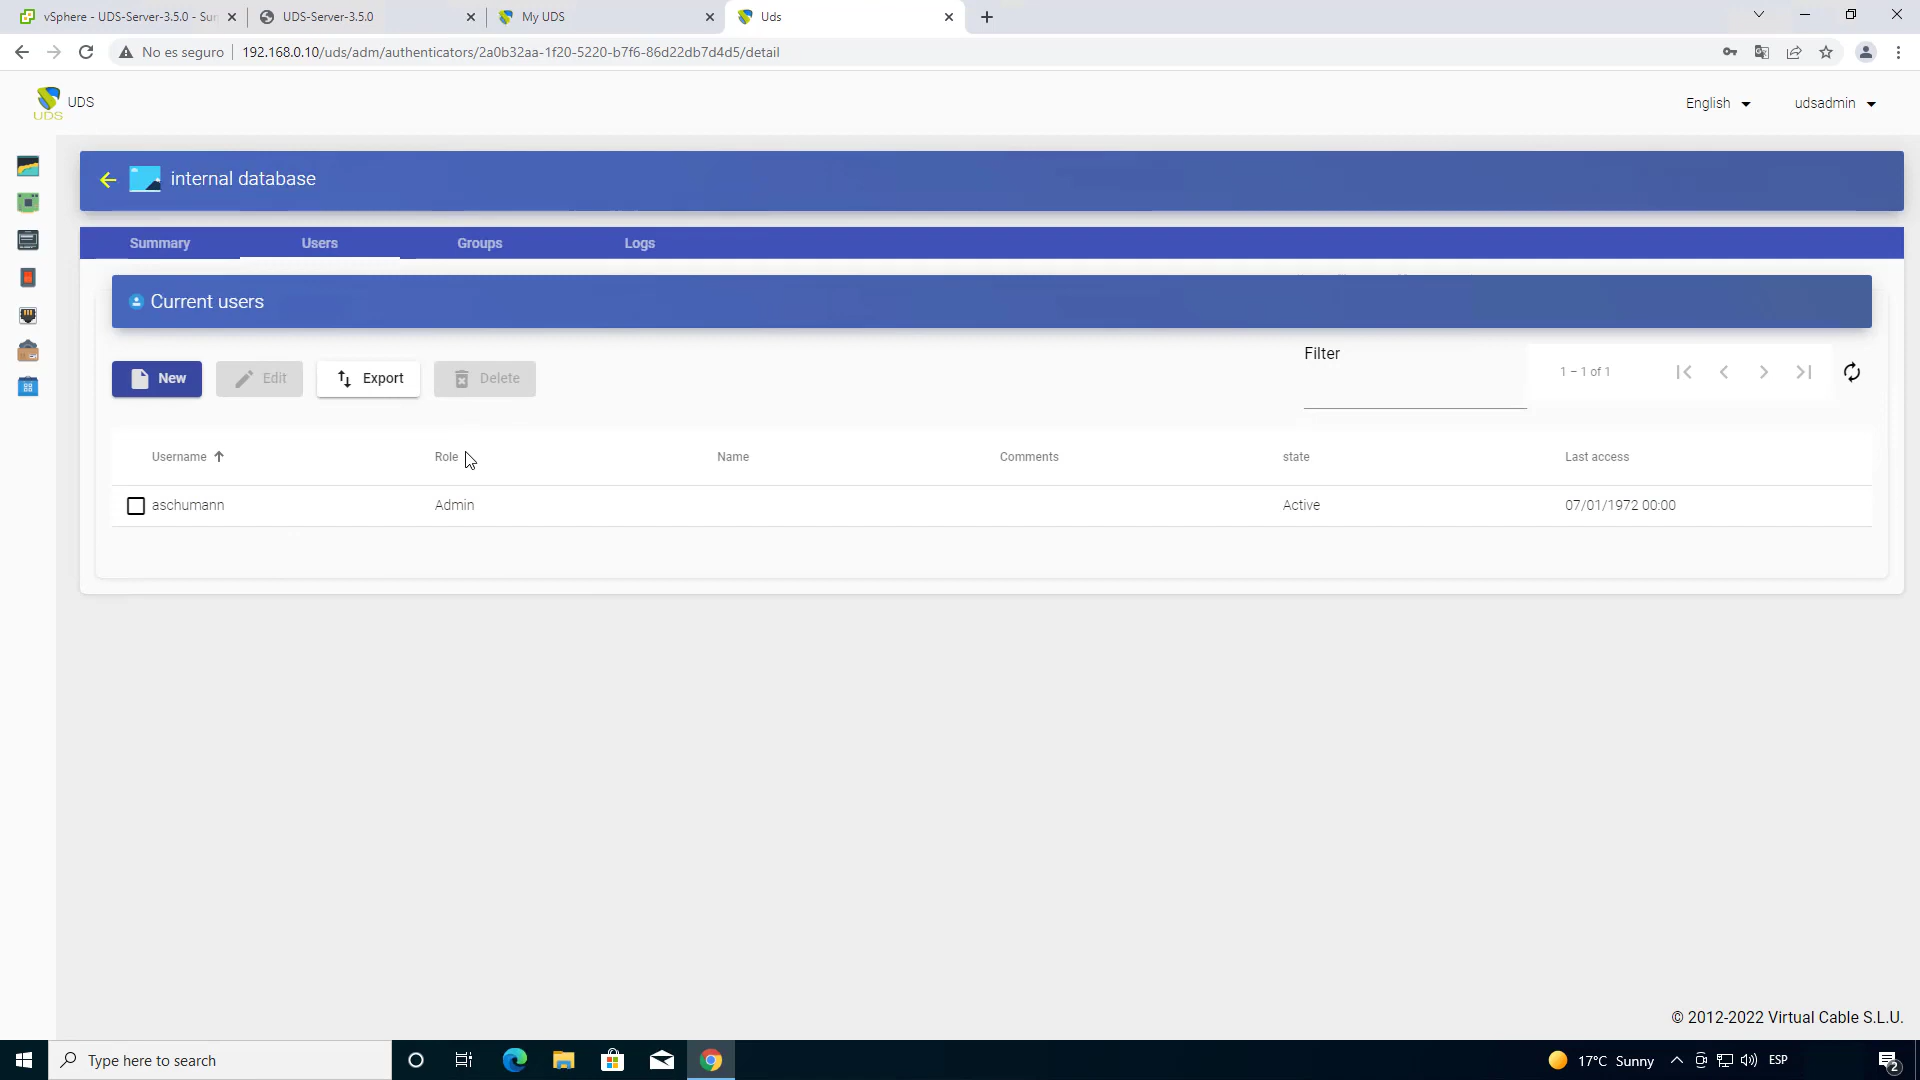 vSphere - UDS-Server-3.5.0 - Sur
UDS-Server-3.5.0
My UDS
Uds
No es seguro
192.168.0.10/uds/adm/authenticators/2a0b32aa-1f20-5220-b7f6-86d22db7d4d5/detail
UDS
UDS
English
udsadmin
internal database
Summary
Users
Groups
Logs
Current users
New
Edit
Export
Delete
Filter
1 – 1 of 1
Username
Role
Name
Comments
state
Last access
aschumann
Admin
Active
07/01/1972 00:00
© 2012-2022 Virtual Cable S.L.U.
Type here to search
17°C Sunny
ESP
2